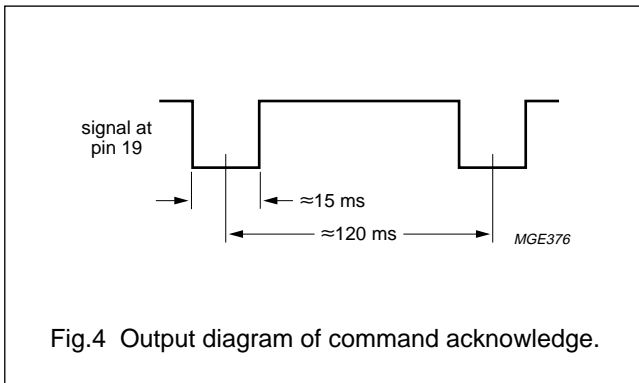 signal at
pin 19
≈15 ms
≈120 ms
MGE376
Fig.4 Output diagram of command acknowledge.